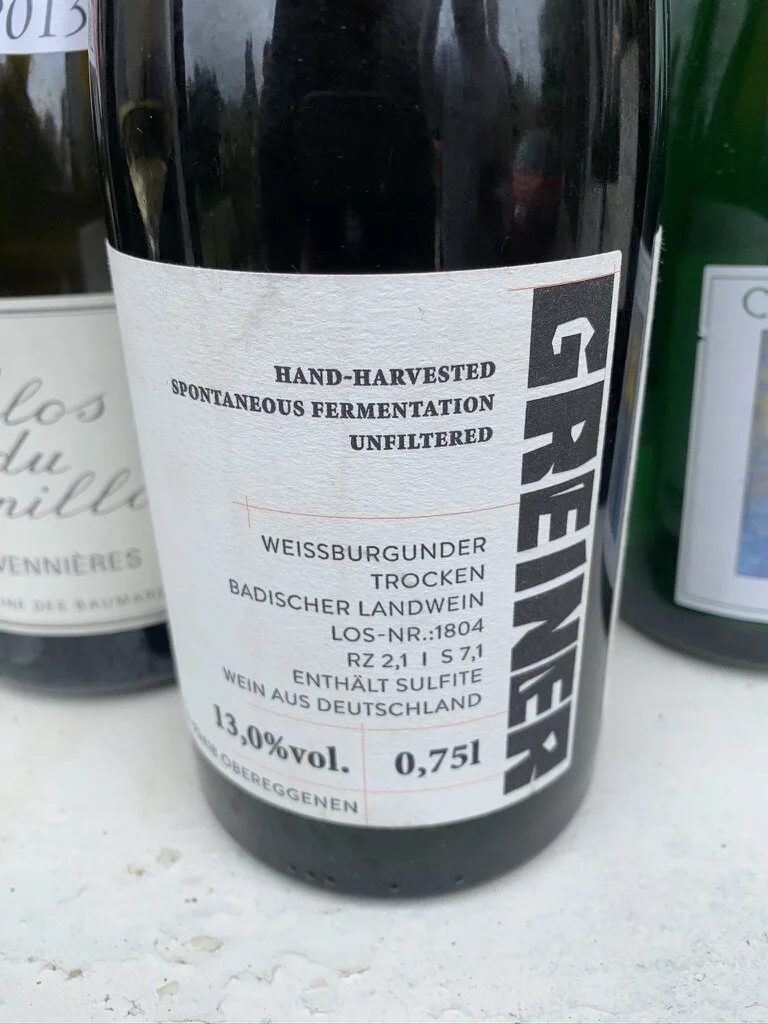 2013
los
du
VENNIÈRES
HAND-HARVESTED
SPONTANEOUS FERMENTATION
UNFILTERED
WEISSBURGUNDER
TROCKEN
BADISCHER LANDWEIN
LOS-NR.:1804
RZ 2,1 I S 7,1
ENTHÄLT SULFITE
WEIN AUS DEUTSCHLAND
13,0%vol. 0,75l
OBEREGGENEN
GREINER
C